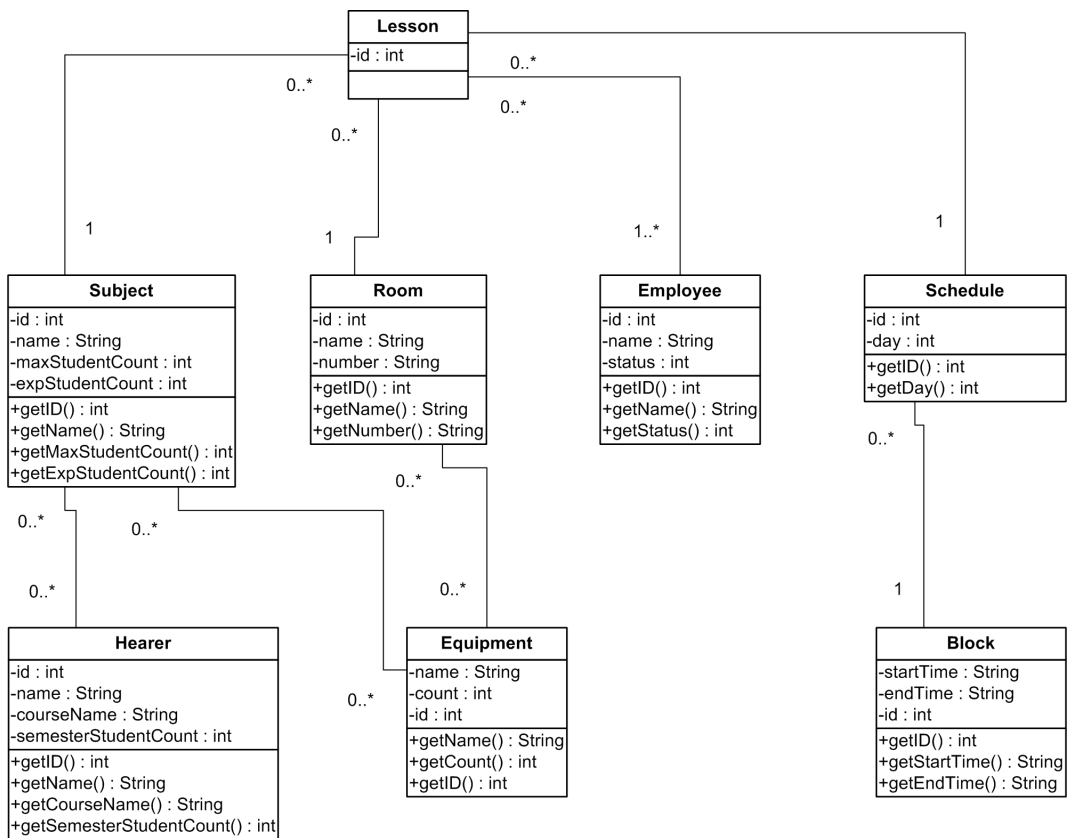 Lesson
-id : int
0..*
0..*
0..*
0..*
1
1
1..*
1
Subject
-id : int
-name : String
-maxStudentCount : int
-expStudentCount : int
+getID() : int
+getName() : String
+getMaxStudentCount() : int
+getExpStudentCount() : int
Room
-id : int
-name : String
-number : String
+getID() : int
+getName() : String
+getNumber() : String
Employee
-id : int
-name : String
-status : int
+getID() : int
+getName() : String
+getStatus() : int
Schedule
-id : int
-day : int
+getID() : int
+getDay() : int
0..*
0..*
0..*
0..*
0..*
0..*
1
0..*
Hearer
-id : int
-name : String
-courseName : String
-semesterStudentCount : int
+getID() : int
+getName() : String
+getCourseName() : String
+getSemesterStudentCount() : int
Equipment
-name : String
-count : int
-id : int
+getName() : String
+getCount() : int
+getID() : int
Block
-startTime : String
-endTime : String
-id : int
+getID() : int
+getStartTime() : String
+getEndTime() : String